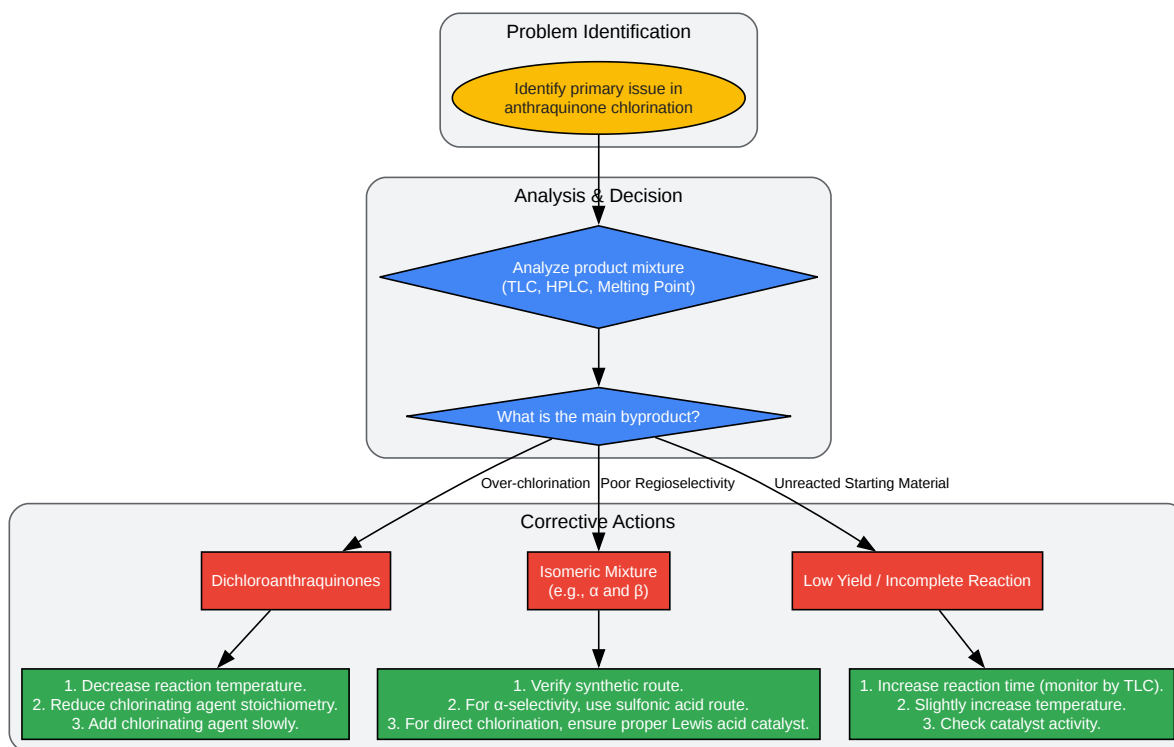 Problem Identification
Identify primary issue in
anthraquinone chlorination
Analysis & Decision
Analyze product mixture
(TLC, HPLC, Melting Point)
What is the main byproduct?
Over-chlorination
Poor Regioselectivity
Unreacted Starting Material
Corrective Actions
Dichloroanthraquinones
Isomeric Mixture
(e.g., α and β)
Low Yield / Incomplete Reaction
1. Decrease reaction temperature.
2. Reduce chlorinating agent stoichiometry.
3. Add chlorinating agent slowly.
1. Verify synthetic route.
2. For α-selectivity, use sulfonic acid route.
3. For direct chlorination, ensure proper Lewis acid catalyst.
1. Increase reaction time (monitor by TLC).
2. Slightly increase temperature.
3. Check catalyst activity.